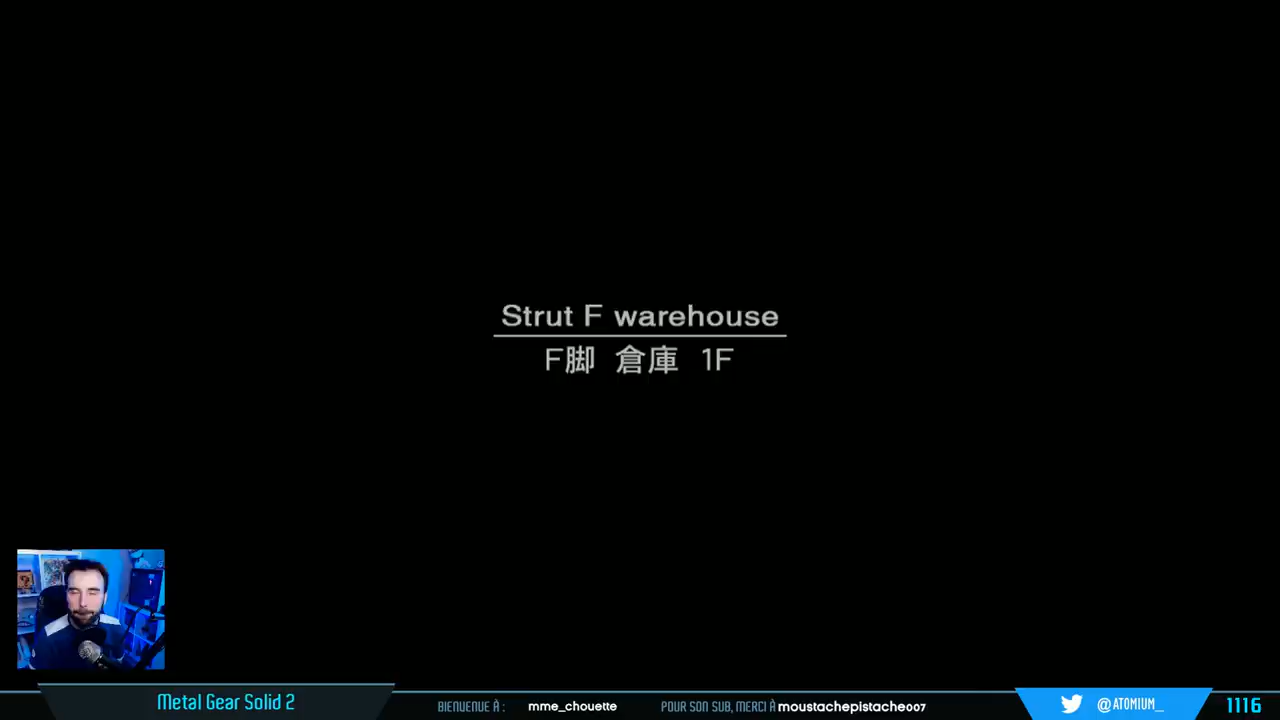 Strut F warehouse
F脚 倉庫 1F
Metal Gear Solid 2
BIENVENUE À : mme_chouette
POUR SON SUB, MERCI À moustachepistache007
@ATOMIUM_
1116